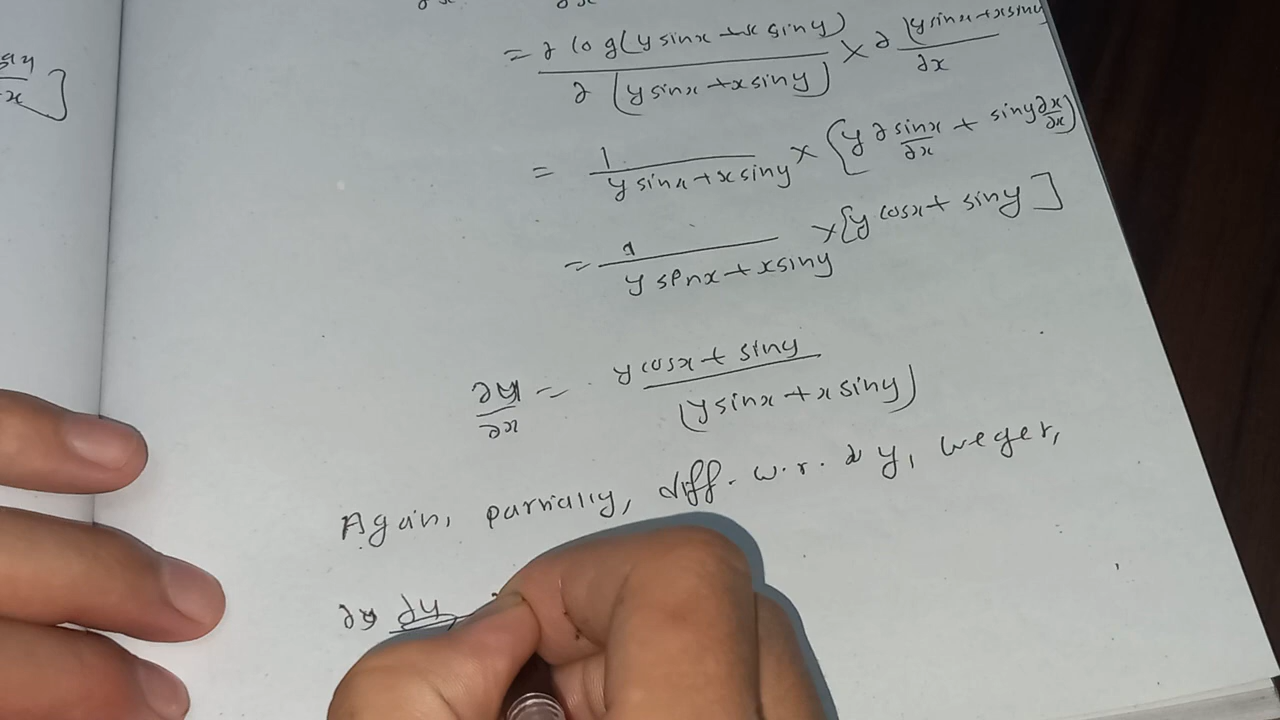 = ∂ log(y sinx + x siny) / ∂ (y sinx + x siny) × ∂ (y sinx + x siny) / ∂x
= 1 / y sinx + x siny × [y ∂ sinx / ∂x + siny ∂x / ∂x]
= 1 / y sinx + x siny × [y cosx + siny]
∂u / ∂x = y cosx + siny / (y sinx + x siny)
Again, partially, diff. w.r. y, we get,